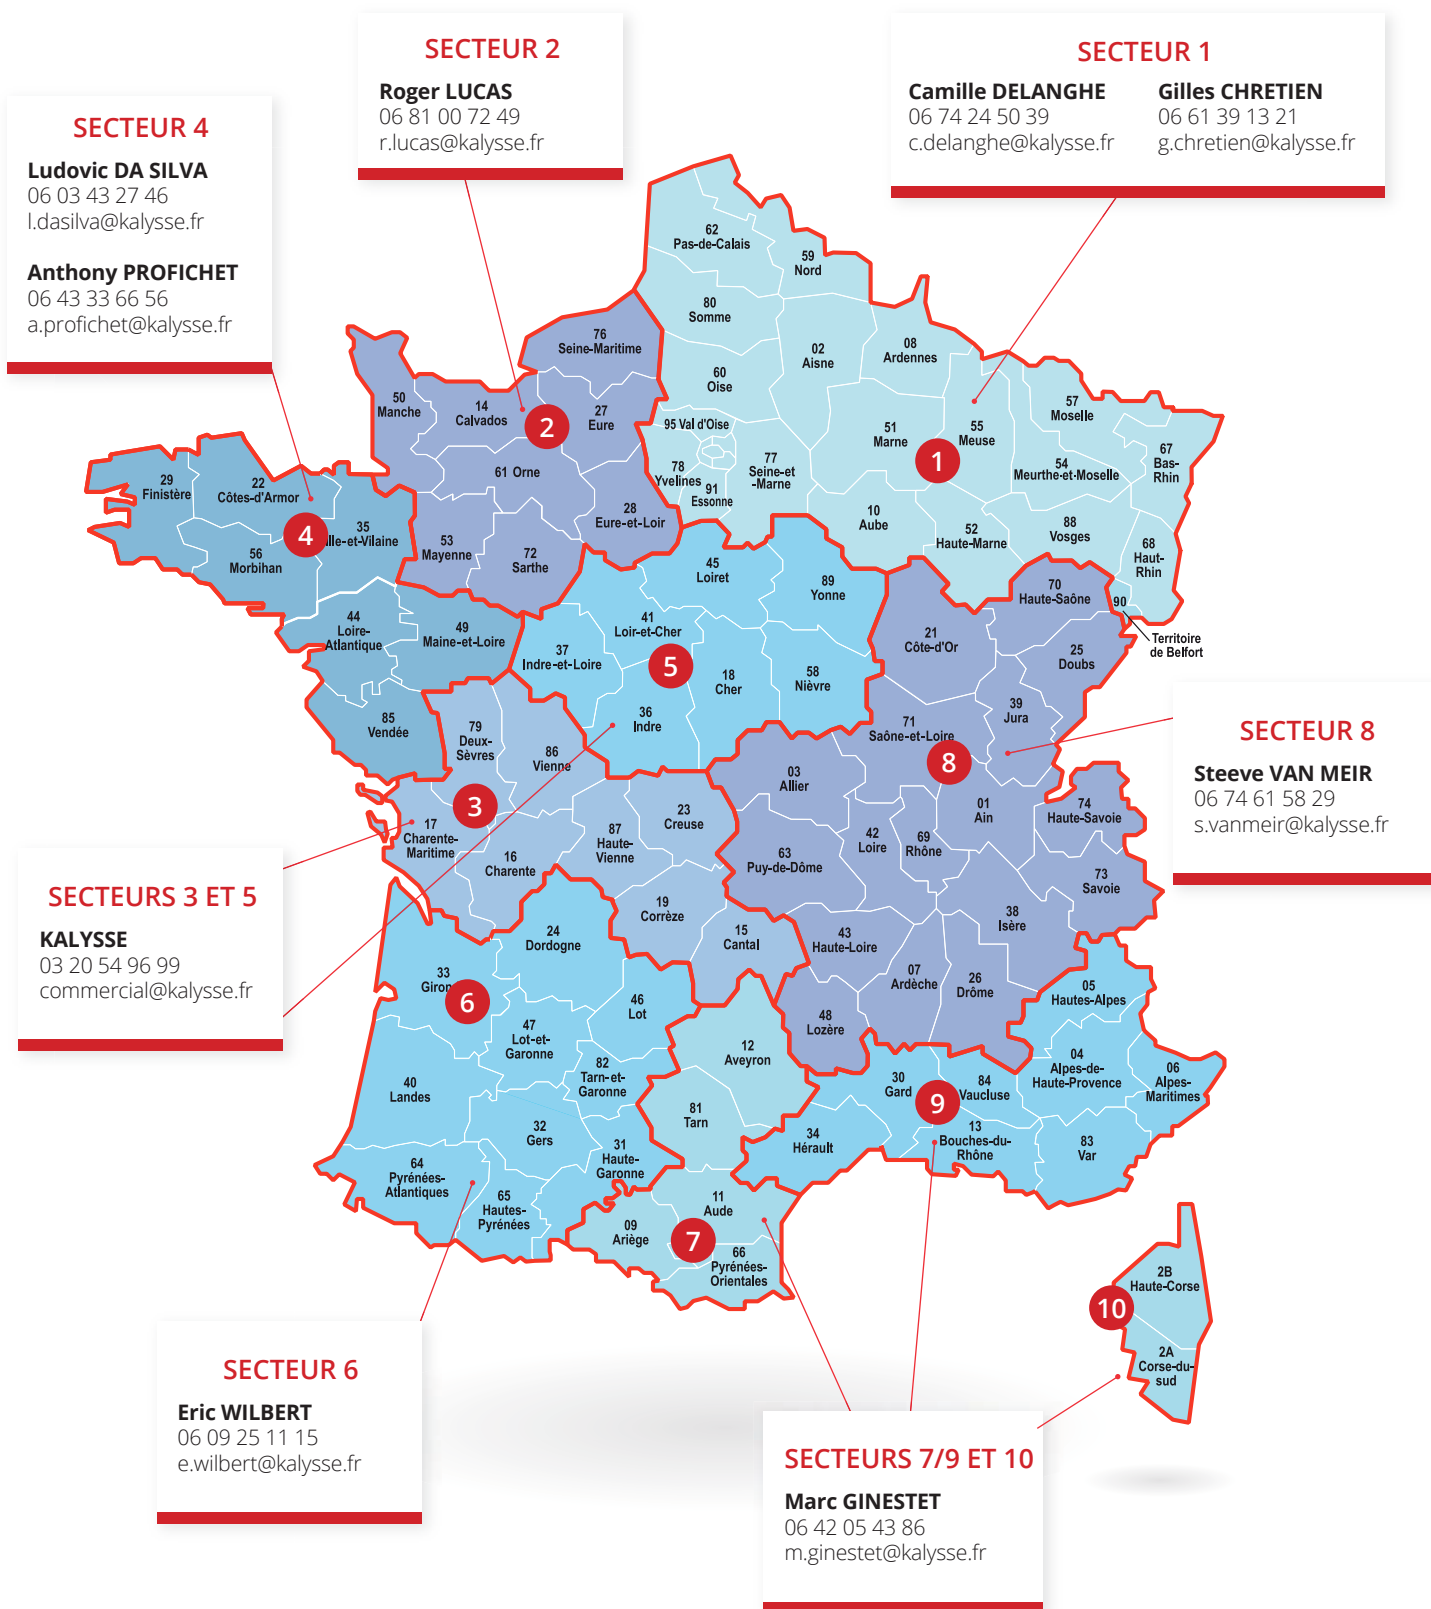 SECTEUR 2
Roger LUCAS
06 81 00 72 49
r.lucas@kalysse.fr
SECTEUR 1
Camille DELANGHE
06 74 24 50 39
c.delanghe@kalysse.fr
Gilles CHRETIEN
06 61 39 13 21
g.chretien@kalysse.fr
SECTEUR 4
Ludovic DA SILVA
06 03 43 27 46
l.dasilva@kalysse.fr
Anthony PROFICHET
06 43 33 66 56
a.profichet@kalysse.fr
62
Pas-de-Calais
59
Nord
80
Somme
76
Seine-Maritime
02
Aisne
08
Ardennes
60
Oise
50
Manche
14
Calvados
27
Eure
2
95 Val d'Oise
51
Marne
55
Meuse
57
Moselle
1
67
Bas-
Rhin
54
Meurthe-et-Moselle
78
Yvelines
91
Essonne
77
Seine-et
-Marne
61 Orne
29
Finistère
22
Côtes-d'Armor
4
35
Ille-et-Vilaine
56
Morbihan
28
Eure-et-Loir
10
Aube
52
Haute-Marne
88
Vosges
68
Haut-
Rhin
53
Mayenne
72
Sarthe
45
Loiret
89
Yonne
70
Haute-Saône
90
Territoire
de Belfort
44
Loire-
Atlantique
49
Maine-et-Loire
41
Loir-et-Cher
37
Indre-et-Loire
5
18
Cher
58
Nièvre
21
Côte-d'Or
25
Doubs
39
Jura
85
Vendée
79
Deux-
Sèvres
86
Vienne
36
Indre
71
Saône-et-Loire
8
SECTEUR 8
Steeve VAN MEIR
06 74 61 58 29
s.vanmeir@kalysse.fr
03
Allier
01
Ain
74
Haute-Savoie
3
17
Charente-
Maritime
16
Charente
87
Haute-
Vienne
23
Creuse
63
Puy-de-Dôme
42
Loire
69
Rhône
73
Savoie
38
Isère
SECTEURS 3 ET 5
KALYSSE
03 20 54 96 99
commercial@kalysse.fr
19
Corrèze
15
Cantal
43
Haute-Loire
07
Ardèche
26
Drôme
05
Hautes-Alpes
24
Dordogne
33
Giron
6
46
Lot
47
Lot-et-
Garonne
48
Lozère
12
Aveyron
82
Tarn-et-
Garonne
40
Landes
81
Tarn
30
Gard
9
84
Vaucluse
04
Alpes-de-
Haute-Provence
06
Alpes-
Maritimes
32
Gers
31
Haute-
Garonne
34
Hérault
13
Bouches-du-
Rhône
83
Var
64
Pyrénées-
Atlantiques
65
Hautes-
Pyrénées
11
Aude
09
Ariège
7
66
Pyrénées-
Orientales
2B
Haute-Corse
10
2A
Corse-du-
sud
SECTEUR 6
Eric WILBERT
06 09 25 11 15
e.wilbert@kalysse.fr
SECTEURS 7/9 ET 10
Marc GINESTET
06 42 05 43 86
m.ginestet@kalysse.fr